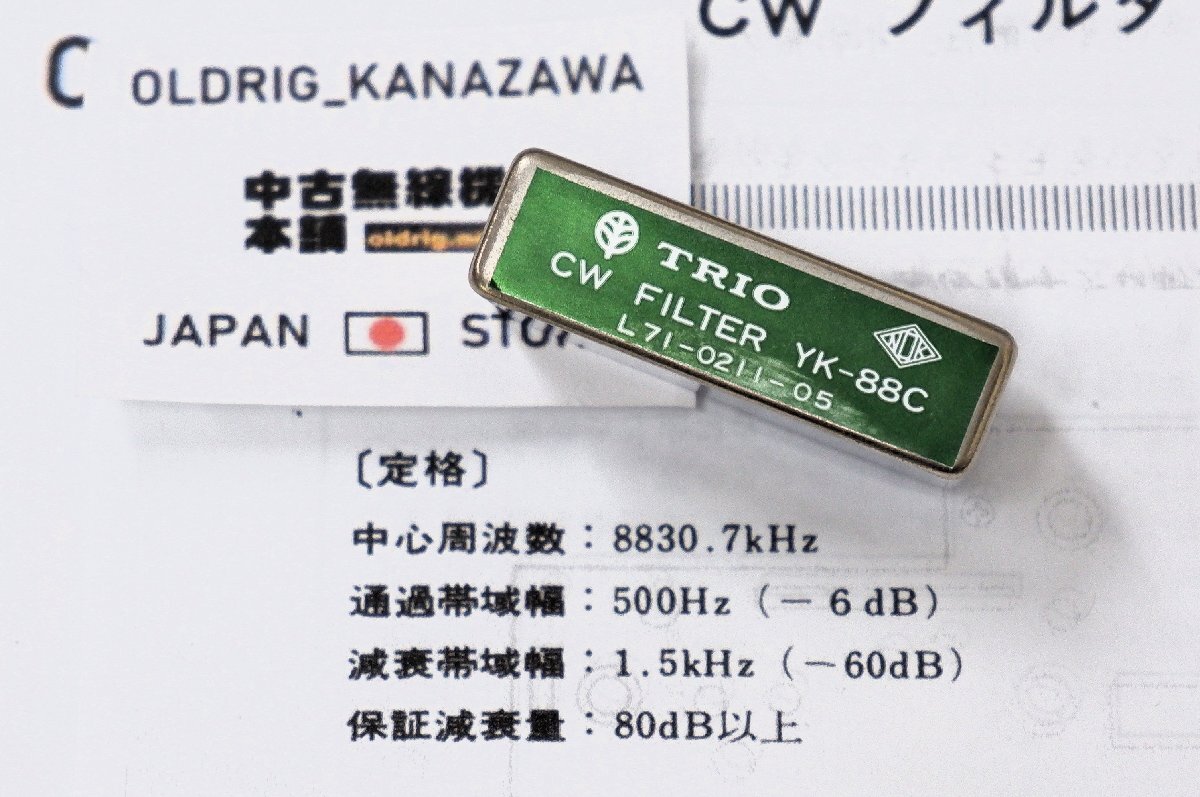 CW フィルタ
C OLDRIG_KANAZAWA
中古無線機
本舗 oldrig.
JAPAN STO
TRIO
CW FILTER YK-88C
L71-0211-05
NDK
〔定格〕
中心周波数：8830.7kHz
通過帯域幅：500Hz（－6dB）
減衰帯域幅：1.5kHz（－60dB）
保証減衰量：80dB以上